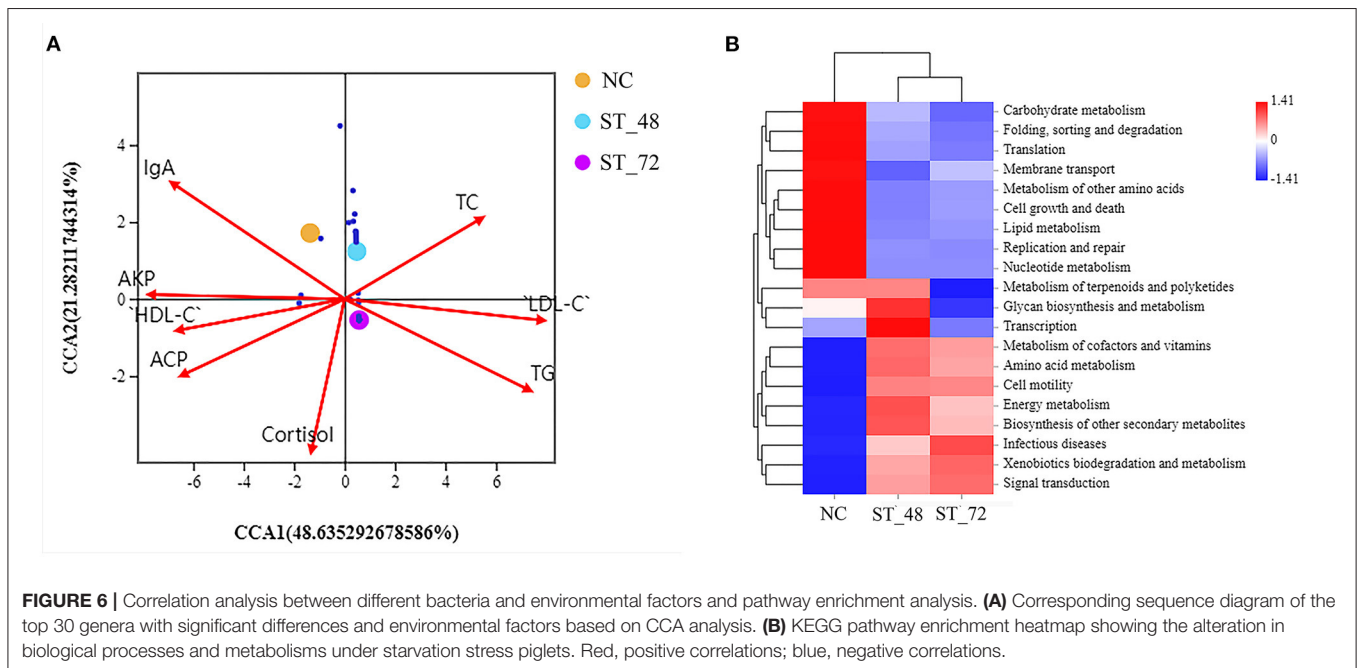 A
NC
ST_48
ST_72
CCA2(21.282117744314%)
4
2
0
-2
IgA
TC
AKP
`HDL-C`
`LDL-C`
ACP
TG
Cortisol
-6
-4
-2
0
2
4
6
CCA1(48.635292678586%)
B
1.41
0
-1.41
Carbohydrate metabolism
Folding, sorting and degradation
Translation
Membrane transport
Metabolism of other amino acids
Cell growth and death
Lipid metabolism
Replication and repair
Nucleotide metabolism
Metabolism of terpenoids and polyketides
Glycan biosynthesis and metabolism
Transcription
Metabolism of cofactors and vitamins
Amino acid metabolism
Cell motility
Energy metabolism
Biosynthesis of other secondary metabolites
Infectious diseases
Xenobiotics biodegradation and metabolism
Signal transduction
NC
ST_48
ST_72
FIGURE 6 | Correlation analysis between different bacteria and environmental factors and pathway enrichment analysis. (A) Corresponding sequence diagram of the
top 30 genera with significant differences and environmental factors based on CCA analysis. (B) KEGG pathway enrichment heatmap showing the alteration in
biological processes and metabolisms under starvation stress piglets. Red, positive correlations; blue, negative correlations.